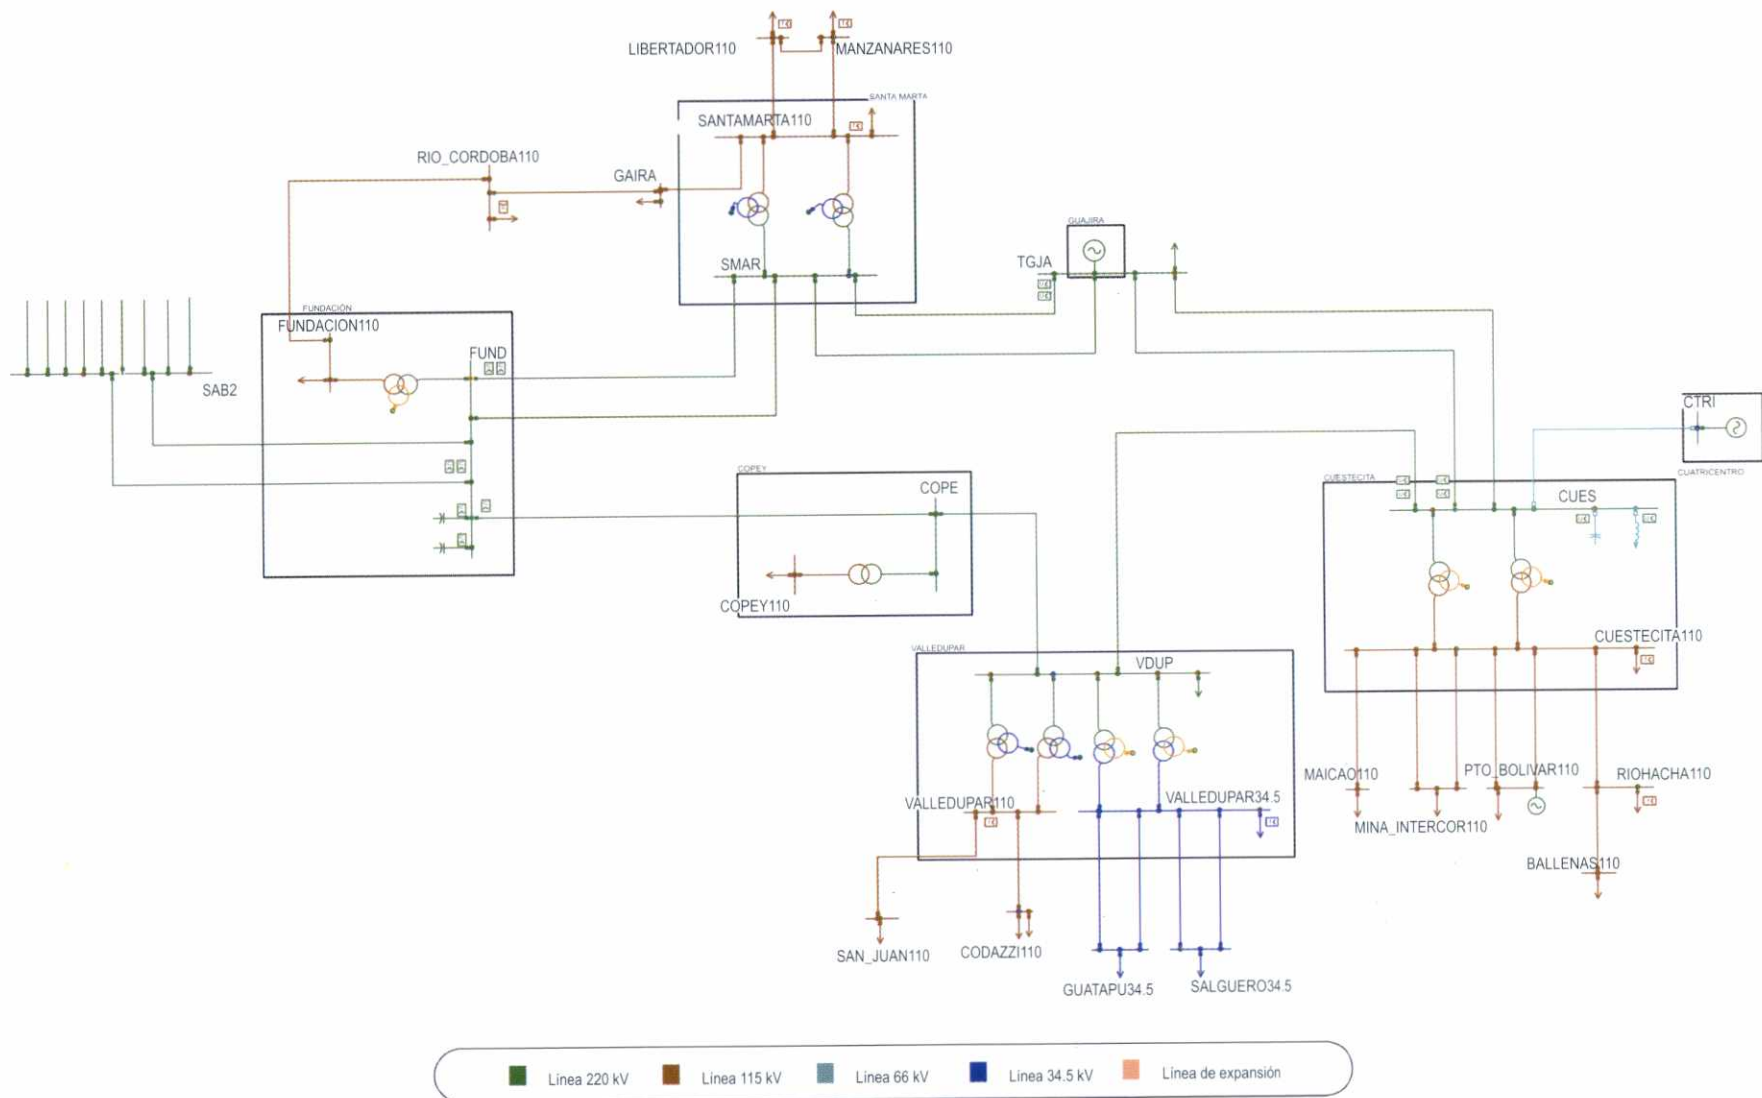 LIBERTADOR110
MANZANARES110
SANTA MARTA
SANTAMARTA110
RIO_CORDOBA110
GAIRA
GUAJIRA
SMAR
TGJA
FUNDACIÓN
FUNDACION110
FUND
SAB2
CTRI
CUATRICENTRO
COPEY
COPE
CUESTECITA
CUES
COPEY110
CUESTECITA110
VALLEDUPAR
VDUP
MAICAO110
PTO_BOLIVAR110
RIOHACHA110
VALLEDUPAR110
VALLEDUPAR34.5
MINA_INTERCOR110
BALLENAS110
SAN_JUAN110
CODAZZI110
GUATAPU34.5
SALGUERO34.5
Linea 220 kV
Linea 115 kV
Linea 66 kV
Linea 34.5 kV
Línea de expansión